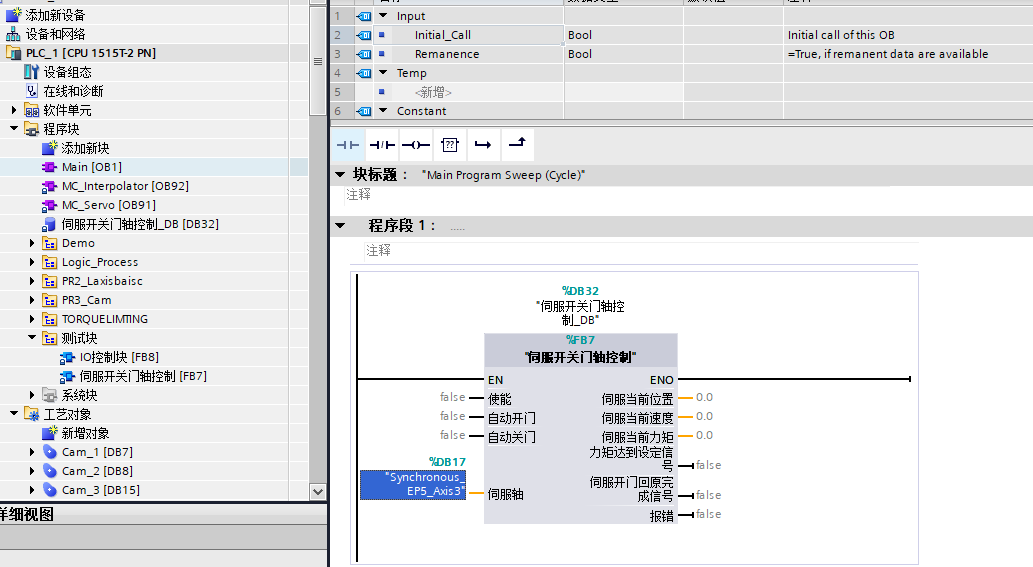 添加新设备
设备和网络
PLC_1 [CPU 1515T-2 PN]
设备组态
在线和诊断
软件单元
程序块
添加新块
Main [OB1]
MC_Interpolator [OB92]
MC_Servo [OB91]
伺服开关门轴控制_DB [DB32]
Demo
Logic_Process
PR2_Laxisbaisc
PR3_Cam
TORQUELIMTING
测试块
IO控制块 [FB8]
伺服开关门轴控制 [FB7]
系统块
工艺对象
新增对象
Cam_1 [DB7]
Cam_2 [DB8]
Cam_3 [DB15]
详细视图
1 Input
2 Initial_Call Bool Initial call of this OB
3 Remanence Bool =True, if remanent data are available
4 Temp
5 <新增>
6 Constant
??
块标题： "Main Program Sweep (Cycle)"
注释
程序段 1： .....
注释
%DB32
"伺服开关门轴控
制_DB"
%FB7
"伺服开关门轴控制"
EN ENO
false 使能 伺服当前位置 0.0
false 自动开门 伺服当前速度 0.0
false 自动关门 伺服当前力矩 0.0
力矩达到设定信
号 false
%DB17
"Synchronous_
EP5_Axis3" 伺服轴
伺服开门回原完
成信号 false
报错 false